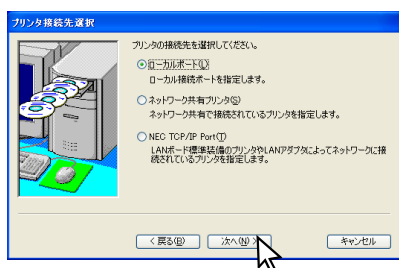 プリンタ接続先選択
プリンタの接続先を選択してください。
ローカルポート(L)
ローカル接続ポートを指定します。
ネットワーク共有プリンタ(S)
ネットワーク共有で接続されているプリンタを指定します。
NEC TCP/IP Port(T)
LANボード標準装備のプリンタやLANアダプタによってネットワークに接
続されているプリンタを指定します。
< 戻る(B)
次へ(N) >
キャンセル